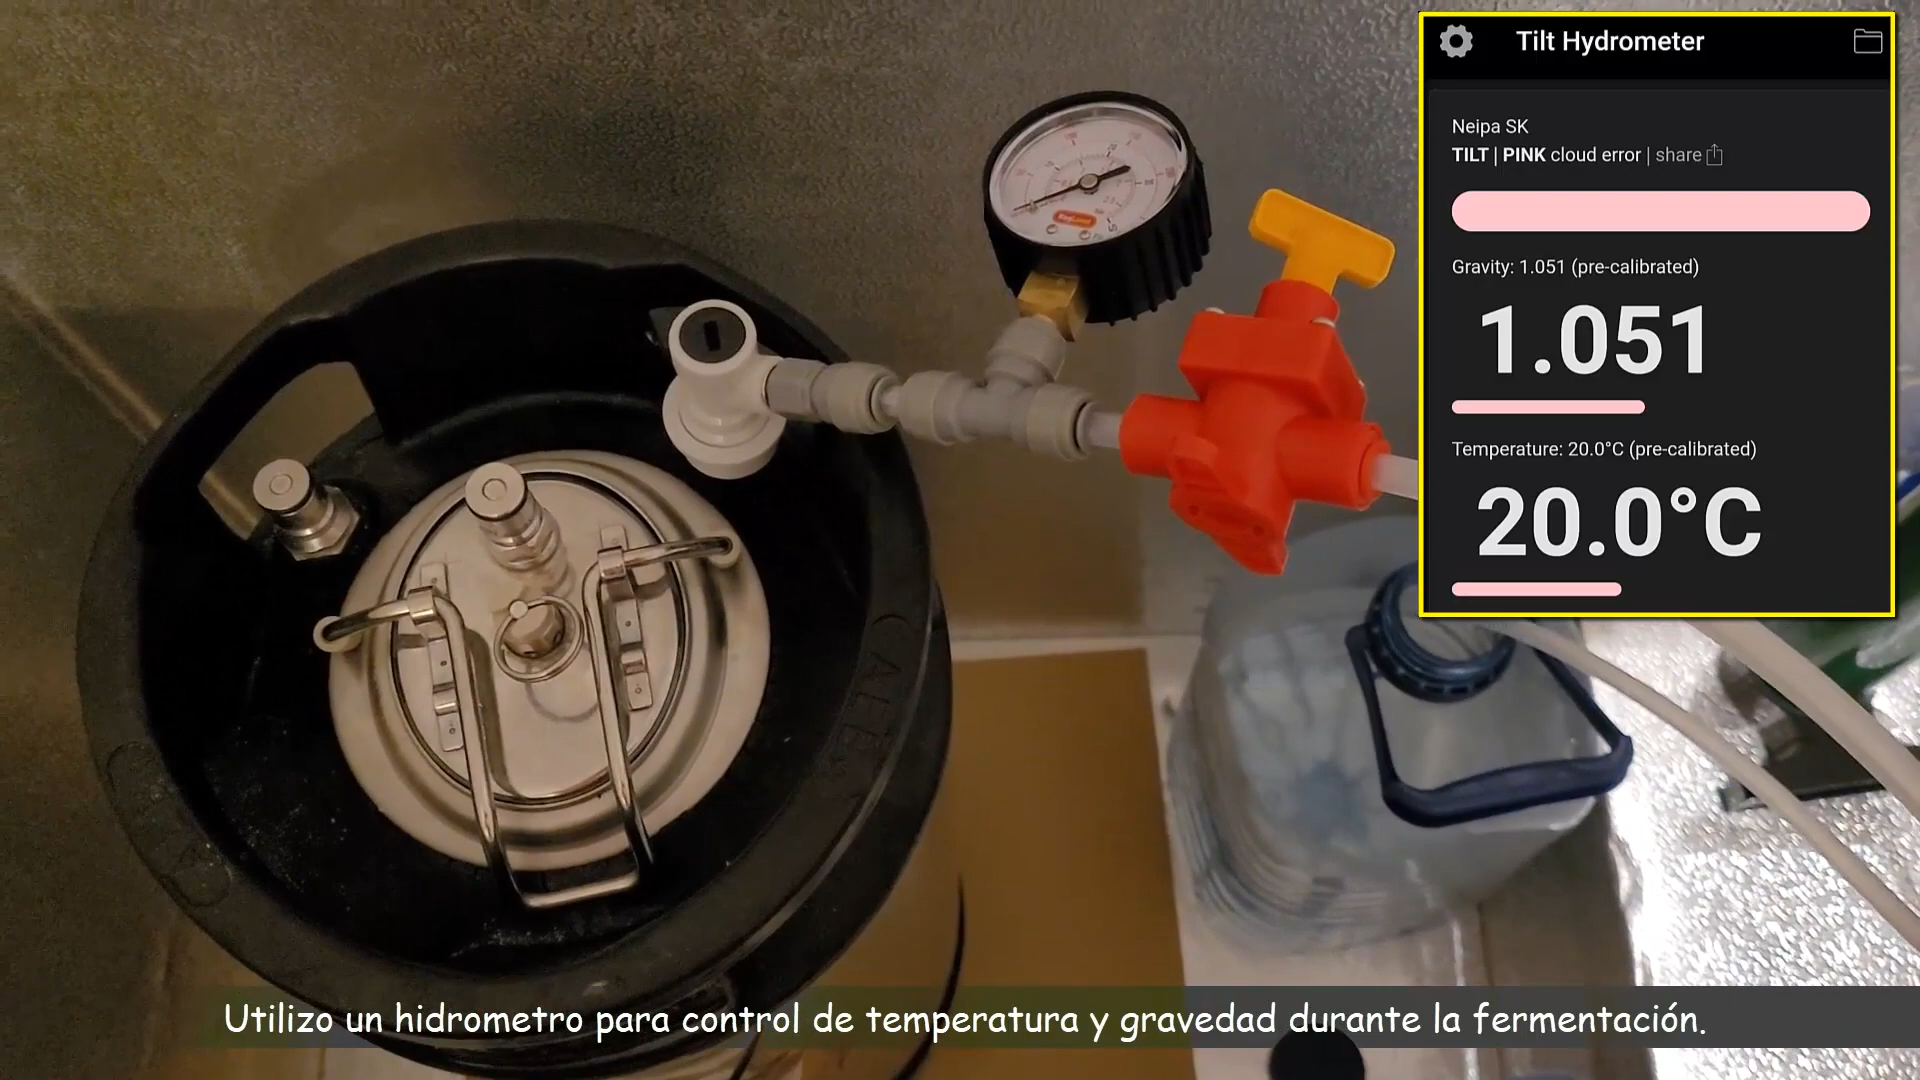 Tilt Hydrometer
Neipa SK
TILT | PINK cloud error | share
Gravity: 1.051 (pre-calibrated)
1.051
Temperature: 20.0°C (pre-calibrated)
20.0°C
KegLand
Utilizo un hidrometro para control de temperatura y gravedad durante la fermentación.